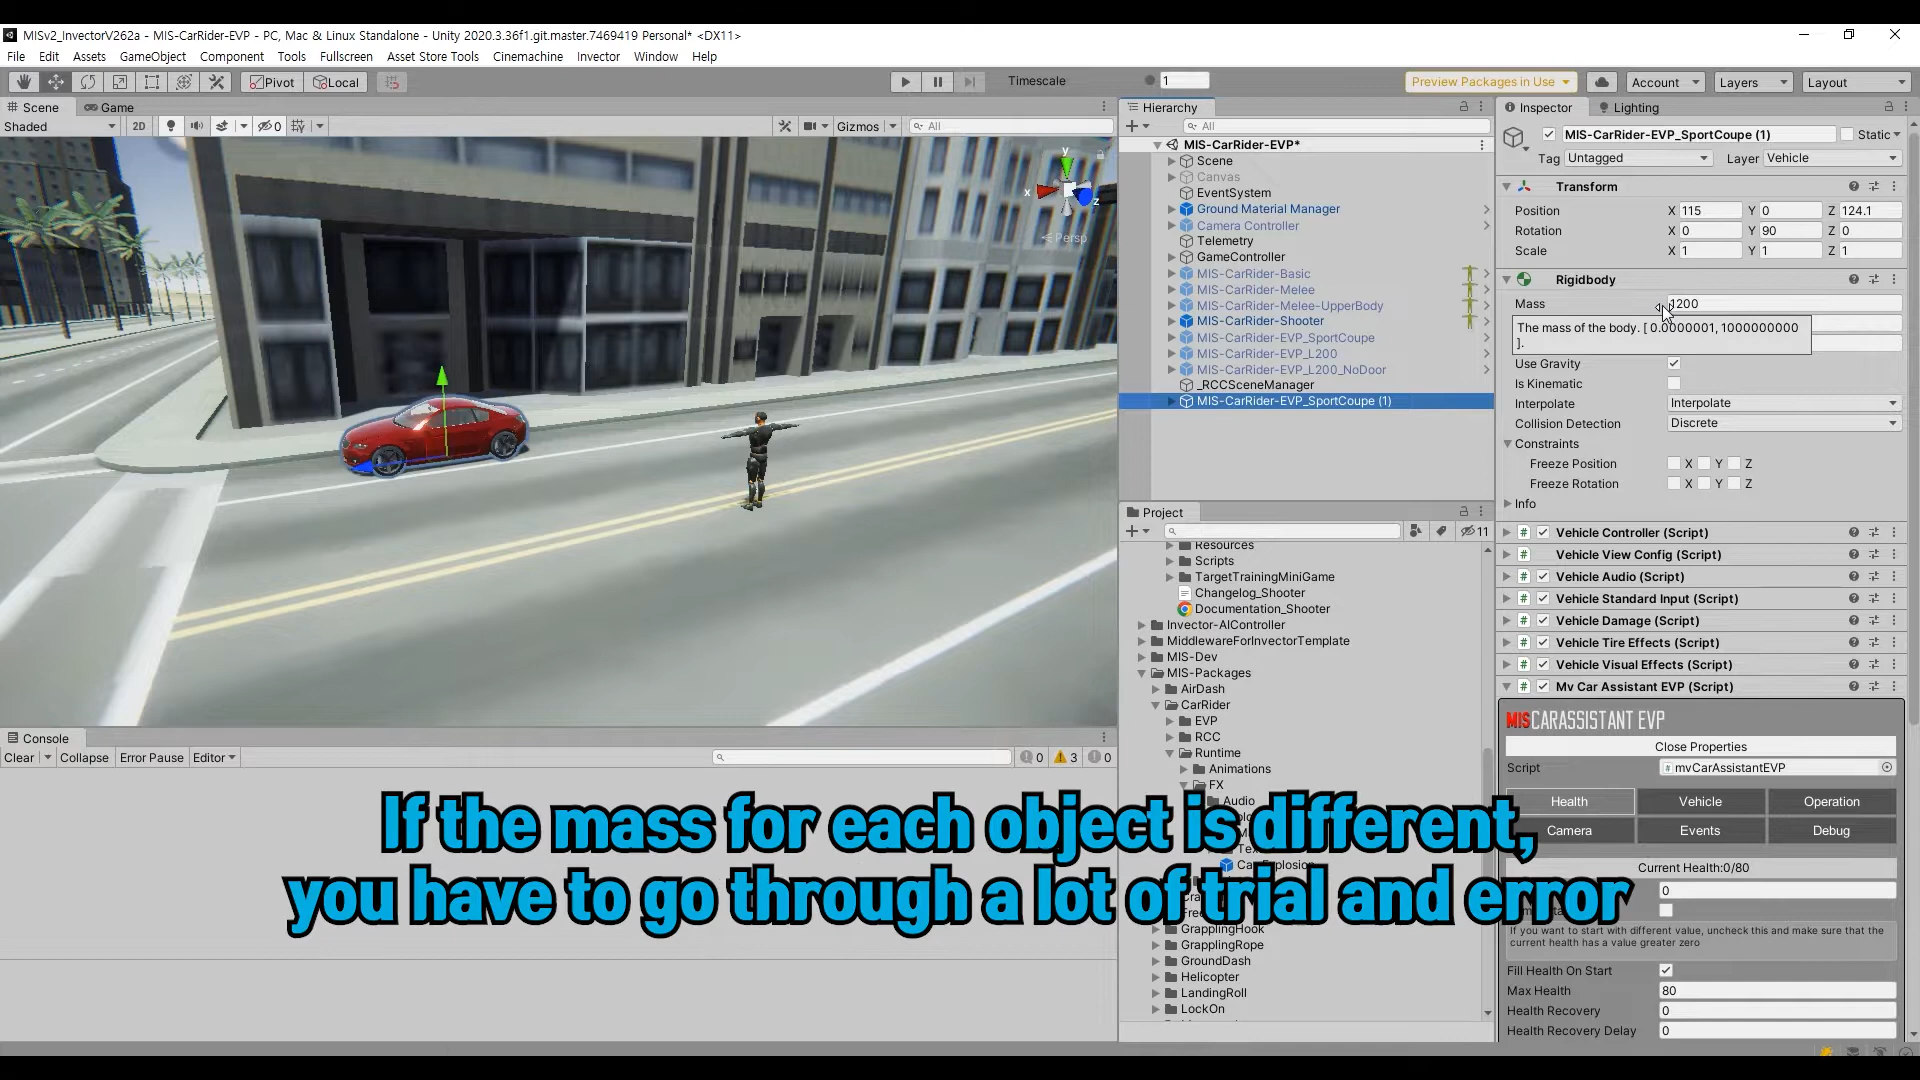 MISv2_InvectorV262a - MIS-CarRider-EVP - PC, Mac & Linux Standalone - Unity 2020.3.36f1.git.master.7469419 Personal* <DX11>
File Edit Assets GameObject Component Tools Fullscreen Asset Store Tools Cinemachine Invector Window Help
Pivot Local Timescale 1 Preview Packages in Use Account Layers Layout
Scene Game
Shaded 2D 0 Gizmos All
y
x
z
Persp
Hierarchy
All
MIS-CarRider-EVP*
Scene
Canvas
EventSystem
Ground Material Manager
Camera Controller
Telemetry
GameController
MIS-CarRider-Basic
MIS-CarRider-Melee
MIS-CarRider-Melee-UpperBody
MIS-CarRider-Shooter
MIS-CarRider-EVP_SportCoupe
MIS-CarRider-EVP_L200
MIS-CarRider-EVP_L200_NoDoor
_RCCSceneManager
MIS-CarRider-EVP_SportCoupe (1)
Project
11
Resources
Scripts
TargetTrainingMiniGame
Changelog_Shooter
Documentation_Shooter
Invector-AIController
MiddlewareForInvectorTemplate
MIS-Dev
MIS-Packages
AirDash
CarRider
EVP
RCC
Runtime
Animations
FX
Audio
GrapplingHook
GrapplingRope
GroundDash
Helicopter
LandingRoll
LockOn
Inspector Lighting
MIS-CarRider-EVP_SportCoupe (1) Static
Tag Untagged Layer Vehicle
Transform
Position X 115 Y 0 Z 124.1
Rotation X 0 Y 90 Z 0
Scale X 1 Y 1 Z 1
Rigidbody
Mass 1200
The mass of the body. [ 0.0000001, 1000000000
].
Use Gravity
Is Kinematic
Interpolate Interpolate
Collision Detection Discrete
Constraints
Freeze Position X Y Z
Freeze Rotation X Y Z
Info
Vehicle Controller (Script)
Vehicle View Config (Script)
Vehicle Audio (Script)
Vehicle Standard Input (Script)
Vehicle Damage (Script)
Vehicle Tire Effects (Script)
Vehicle Visual Effects (Script)
Mv Car Assistant EVP (Script)
MISCARASSISTANT EVP
Close Properties
Script mvCarAssistantEVP
Health Vehicle Operation
Camera Events Debug
Current Health:0/80
0
If you want to start with different value, uncheck this and make sure that the
current health has a value greater zero
Fill Health On Start
Max Health 80
Health Recovery 0
Health Recovery Delay 0
Console
Clear Collapse Error Pause Editor 0 3 0
If the mass for each object is different,
you have to go through a lot of trial and error